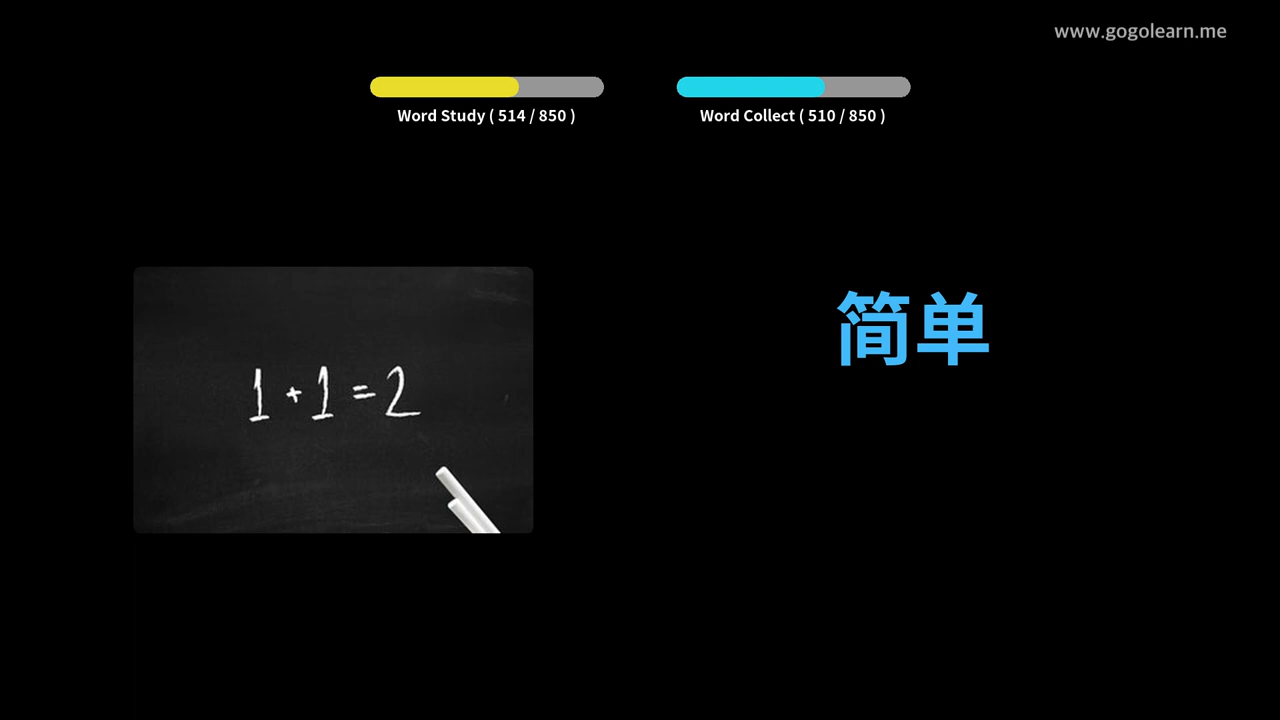 www.gogolearn.me
Word Study ( 514 / 850 )
Word Collect ( 510 / 850 )
简单
1 + 1 = 2